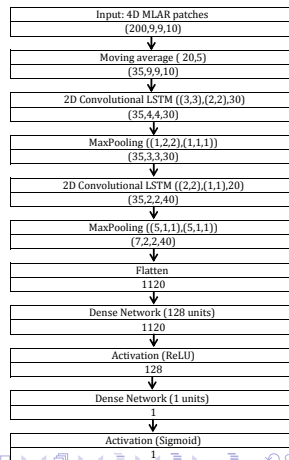 Input: 4D MLAR patches
(200,9,9,10)
Moving average ( 20,5)
(35,9,9,10)
2D Convolutional LSTM ((3,3),(2,2),30)
(35,4,4,30)
MaxPooling ((1,2,2),(1,1,1))
(35,3,3,30)
2D Convolutional LSTM ((2,2),(1,1),20)
(35,2,2,40)
MaxPooling ((5,1,1),(5,1,1))
(7,2,2,40)
Flatten
1120
Dense Network (128 units)
1120
Activation (ReLU)
128
Dense Network (1 units)
1
Activation (Sigmoid)
1